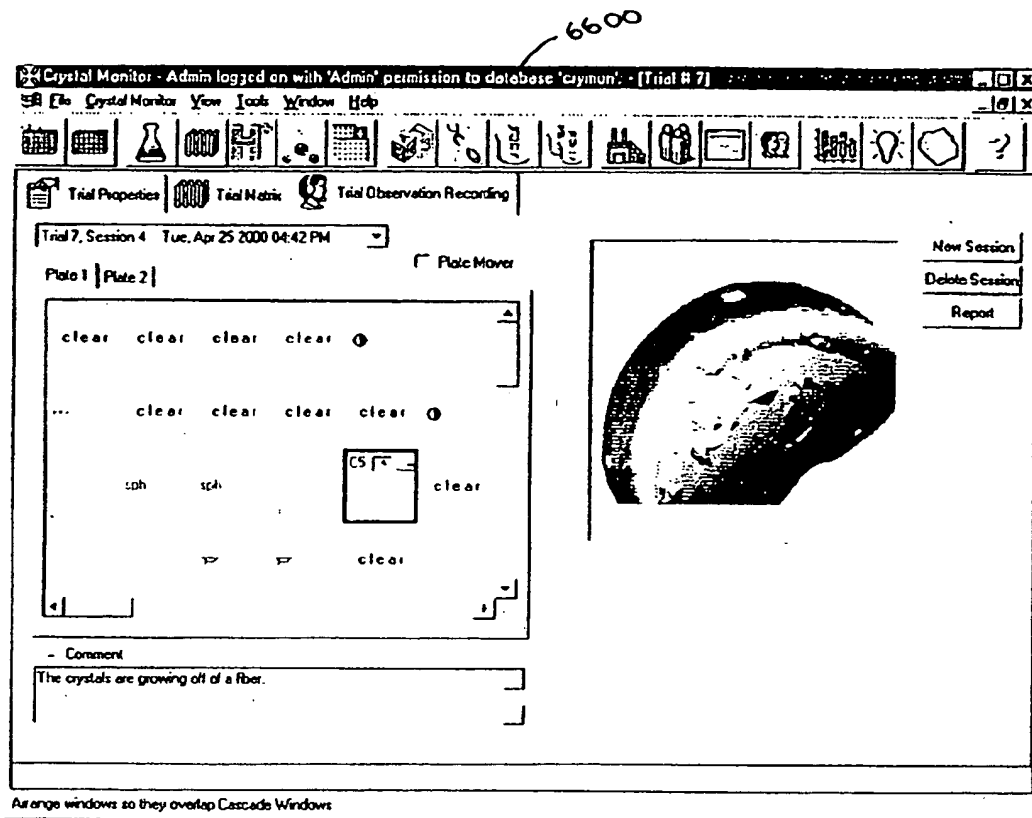 6600
Crystal Monitor - Admin logged on with 'Admin' permission to database 'crymon'. - [Trial # 7]
File Crystal Monitor View Tools Window Help
Trial Properties Trial Matrix Trial Observation Recording
Trial 7, Session 4 Tue, Apr 25 2000 04:42 PM
Plate Mover
New Session
Delete Session
Report
Plate 1 Plate 2
clear clear clear clear
... clear clear clear clear
sph sph C5 clear
clear
Comment
The crystals are growing off of a fiber.
Arrange windows so they overlap Cascade Windows